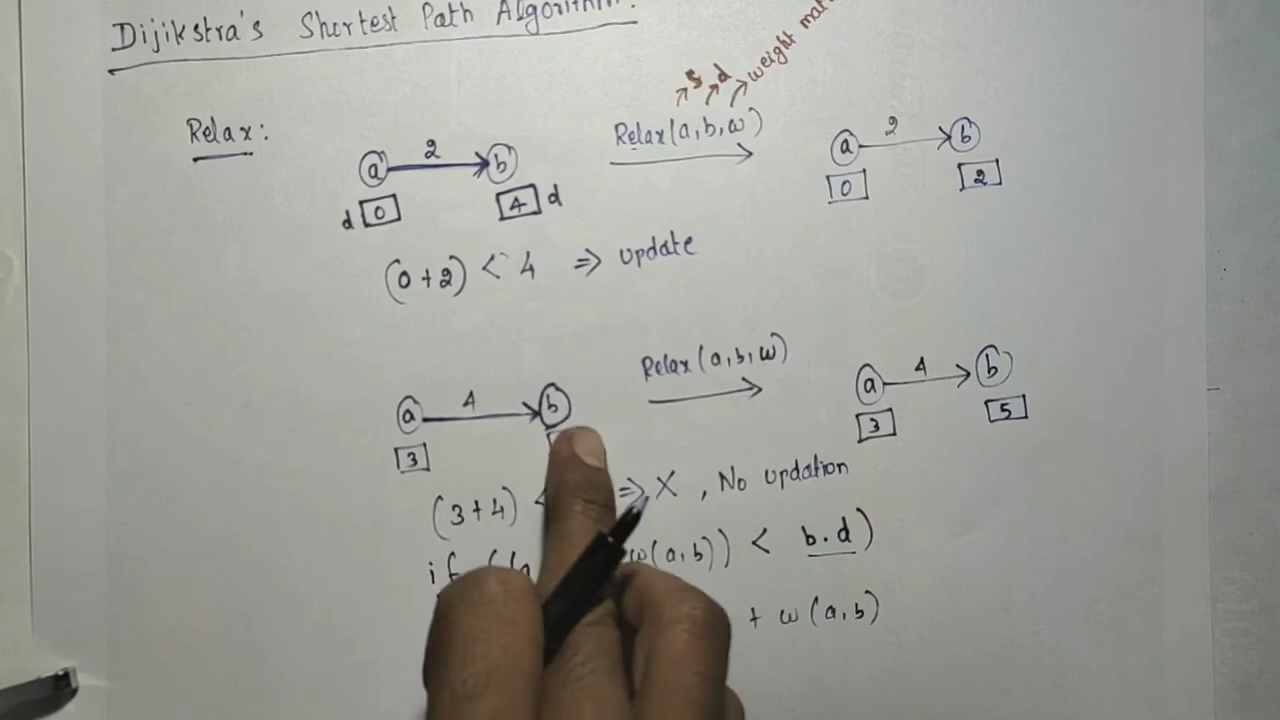 Dijikstra's Shortest Path Algorithm:
s d weight
Relax: a 2 b Relax(a,b,w) a 2 b
d 0 4 d 0 2
(0+2) < 4 ⇒ update
a 4 b Relax(a,b,w) a 4 b
3 3 5
(3+4) < ⇒ X, No updation
if ( w(a,b)) < b.d)
+ w(a,b)